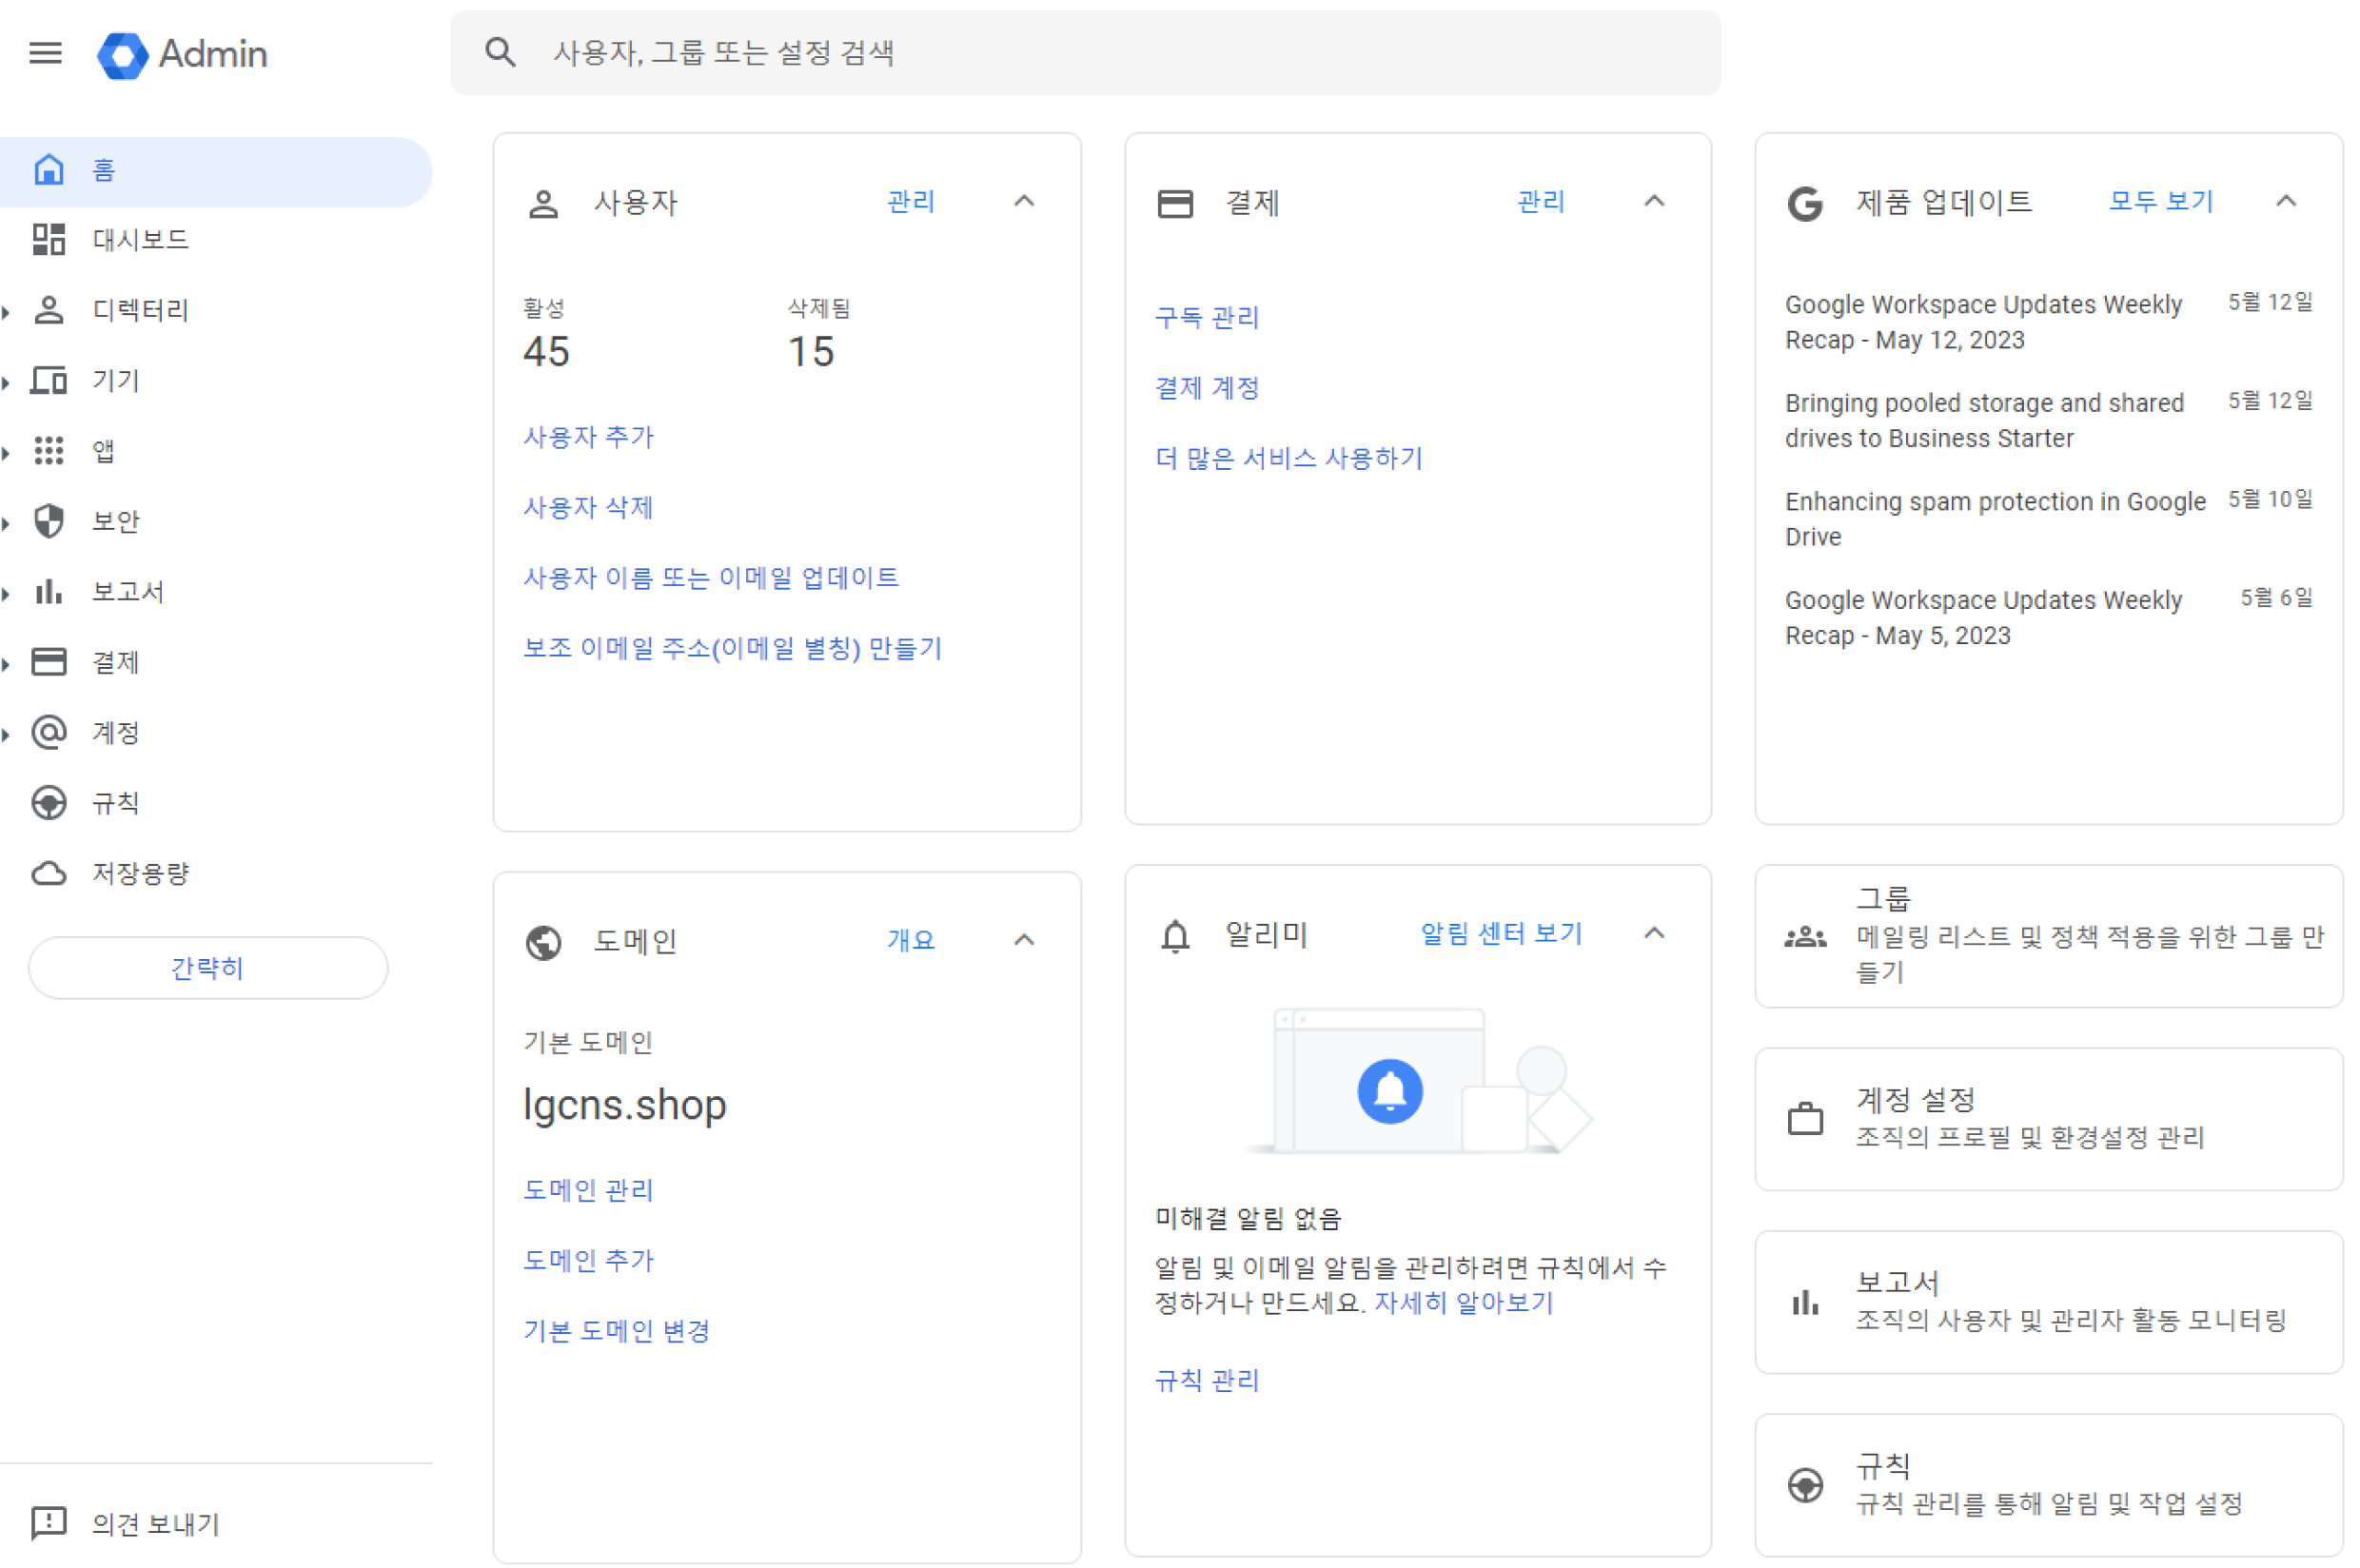 Admin
사용자, 그룹 또는 설정 검색
홈
대시보드
디렉터리
기기
앱
보안
보고서
결제
계정
규칙
저장용량
간략히
의견 보내기
사용자
관리
활성
삭제됨
45
15
사용자 추가
사용자 삭제
사용자 이름 또는 이메일 업데이트
보조 이메일 주소(이메일 별칭) 만들기
결제
관리
구독 관리
결제 계정
더 많은 서비스 사용하기
제품 업데이트
모두 보기
Google Workspace Updates Weekly 5월 12일
Recap - May 12, 2023
Bringing pooled storage and shared 5월 12일
drives to Business Starter
Enhancing spam protection in Google 5월 10일
Drive
Google Workspace Updates Weekly 5월 6일
Recap - May 5, 2023
도메인
개요
기본 도메인
lgcns.shop
도메인 관리
도메인 추가
기본 도메인 변경
알리미
알림 센터 보기
미해결 알림 없음
알림 및 이메일 알림을 관리하려면 규칙에서 수
정하거나 만드세요. 자세히 알아보기
규칙 관리
그룹
메일링 리스트 및 정책 적용을 위한 그룹 만
들기
계정 설정
조직의 프로필 및 환경설정 관리
보고서
조직의 사용자 및 관리자 활동 모니터링
규칙
규칙 관리를 통해 알림 및 작업 설정